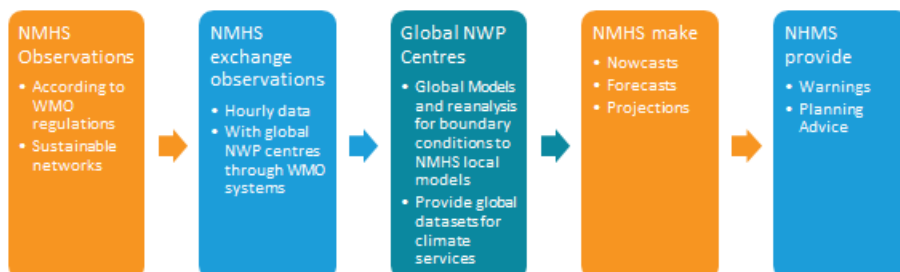 NMHS
Observations
• According to
WMO
regulations
• Sustainable
networks
NMHS
exchange
observations
• Hourly data
• With global
NWP centres
through WMO
systems
Global NWP
Centres
• Global Models
and reanalysis
for boundary
conditions to
NMHS local
models
• Provide global
datasets for
climate
services
NMHS make
• Nowcasts
• Forecasts
• Projections
NHMS
provide
• Warnings
• Planning
Advice